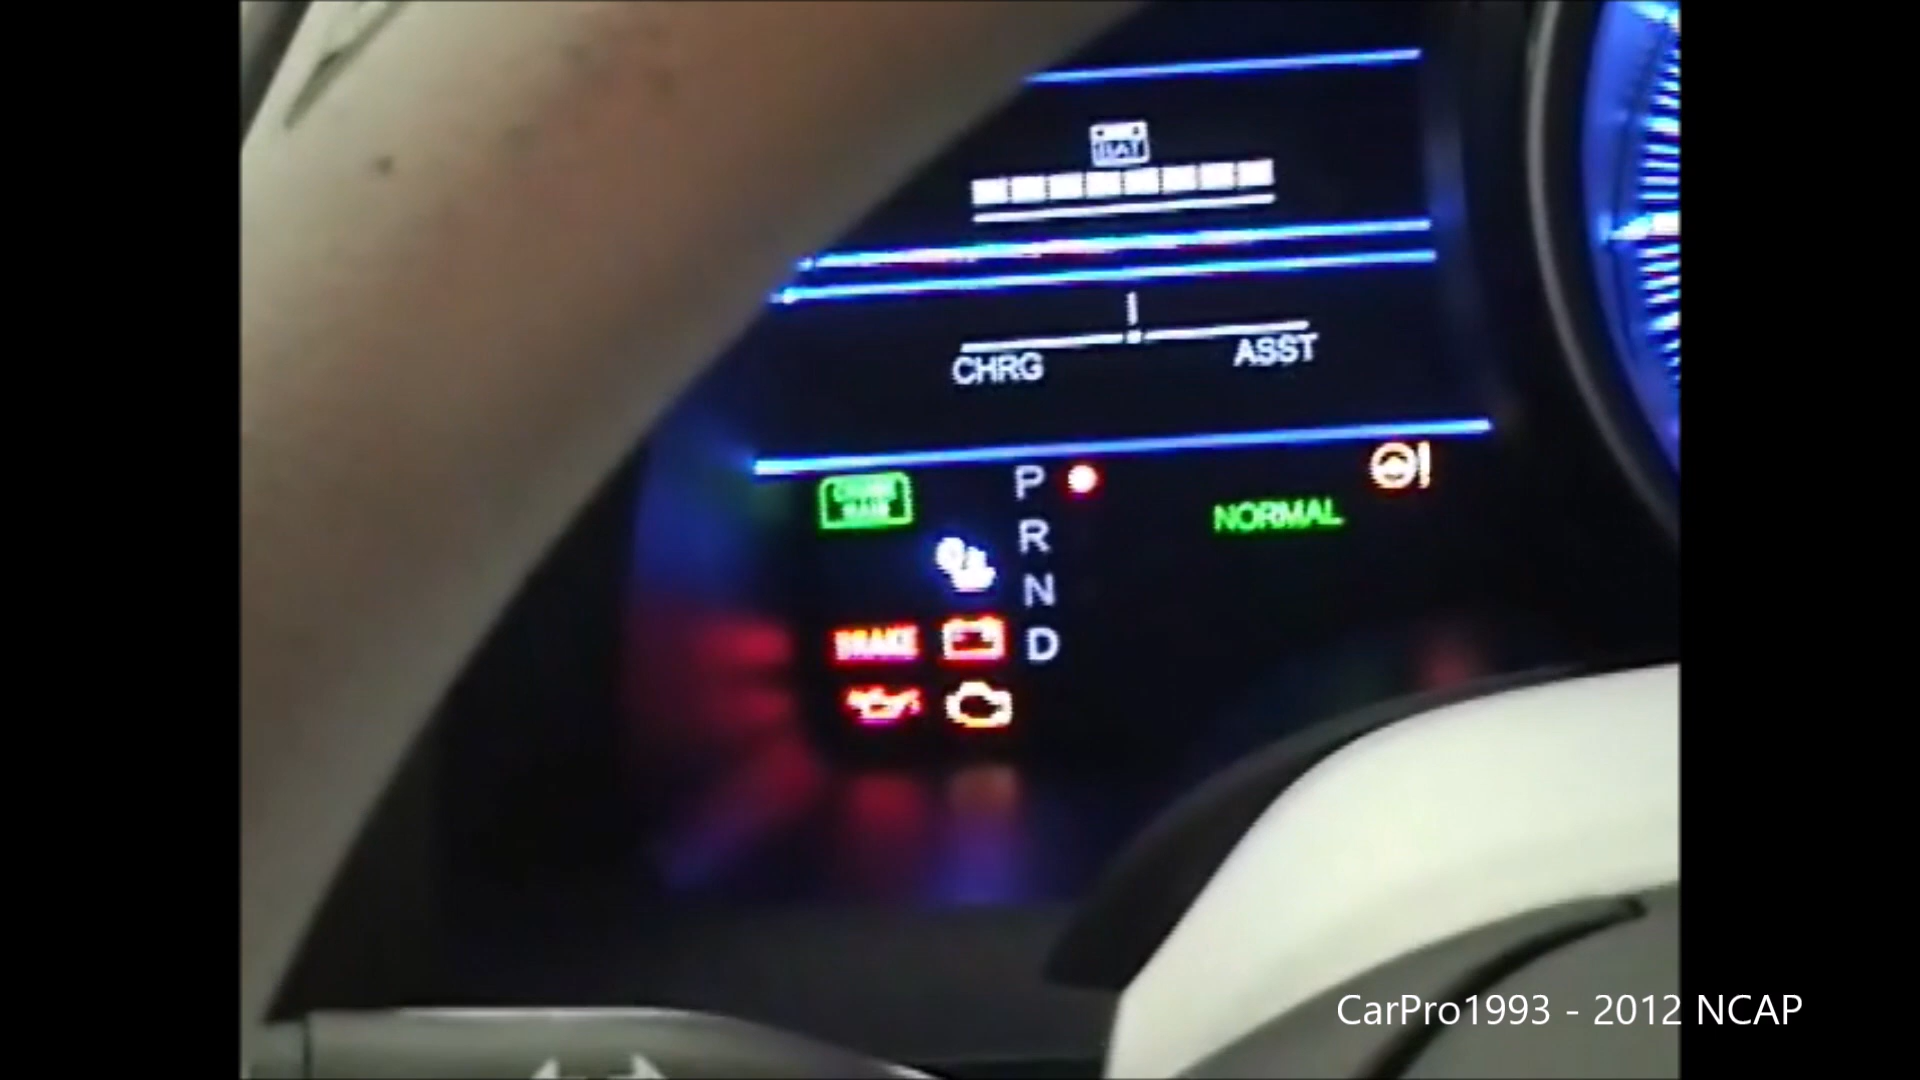 BAT
CHRG
ASST
P
R
N
D
NORMAL
BRAKE
CarPro1993 - 2012 NCAP